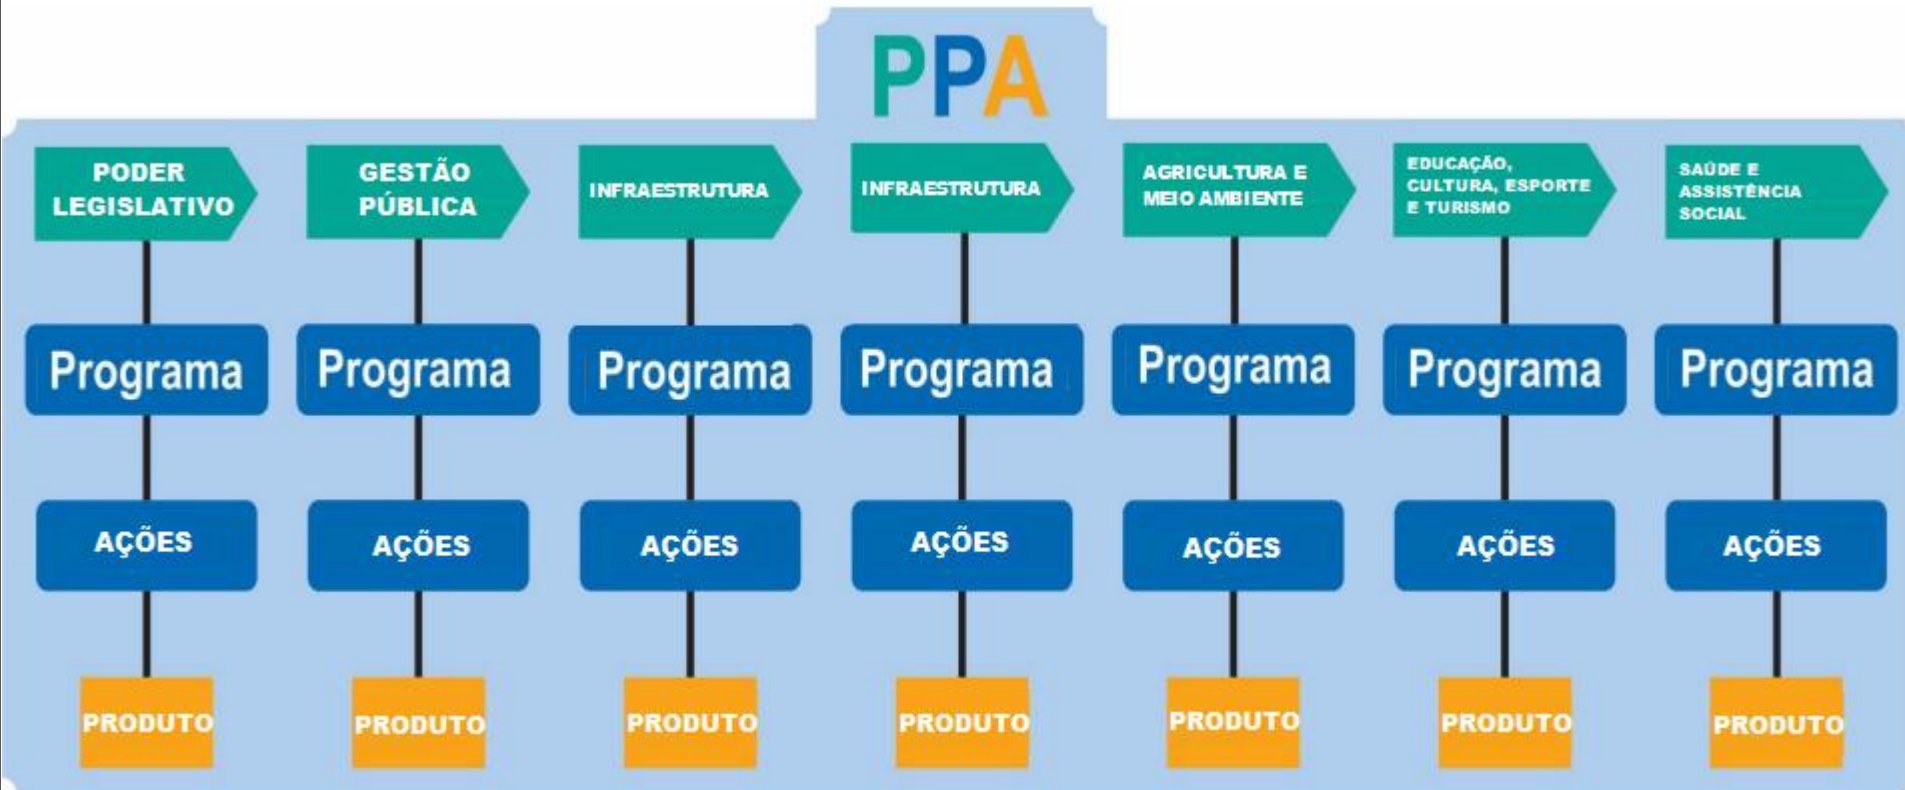 PPA
PODER
LEGISLATIVO
GESTÃO
PÚBLICA
INFRAESTRUTURA
INFRAESTRUTURA
AGRICULTURA E
MEIO AMBIENTE
EDUCAÇÃO,
CULTURA, ESPORTE
E TURISMO
SAÚDE E
ASSISTÊNCIA
SOCIAL
Programa
Programa
Programa
Programa
Programa
Programa
Programa
AÇÕES
AÇÕES
AÇÕES
AÇÕES
AÇÕES
AÇÕES
AÇÕES
PRODUTO
PRODUTO
PRODUTO
PRODUTO
PRODUTO
PRODUTO
PRODUTO